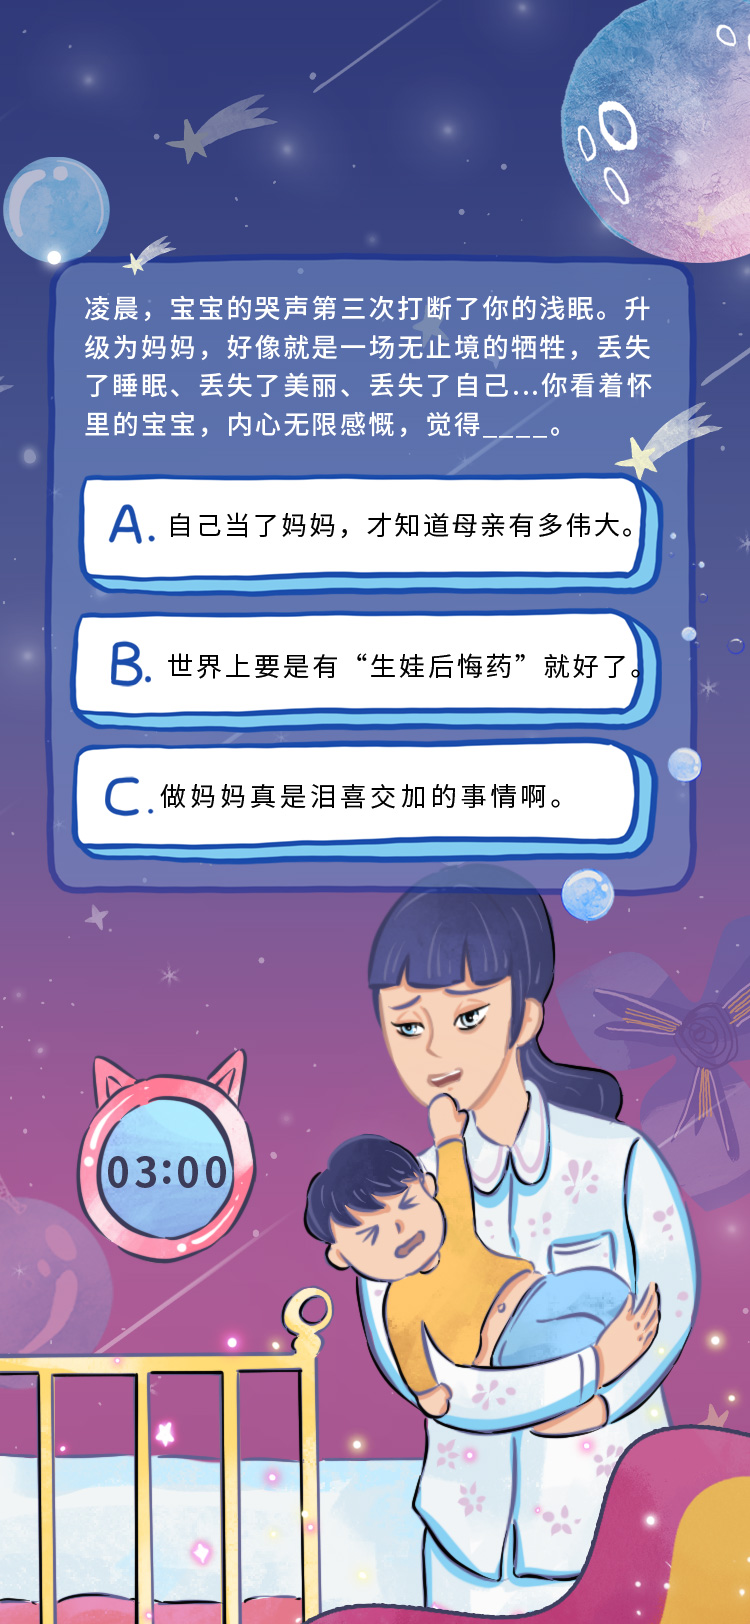 凌晨，宝宝的哭声第三次打断了你的浅眠。升
级为妈妈，好像就是一场无止境的牺牲，丢失
了睡眠、丢失了美丽、丢失了自己...你看着怀
里的宝宝，内心无限感慨，觉得____。
A. 自己当了妈妈，才知道母亲有多伟大。
B. 世界上要是有“生娃后悔药”就好了。
C. 做妈妈真是泪喜交加的事情啊。
03:00